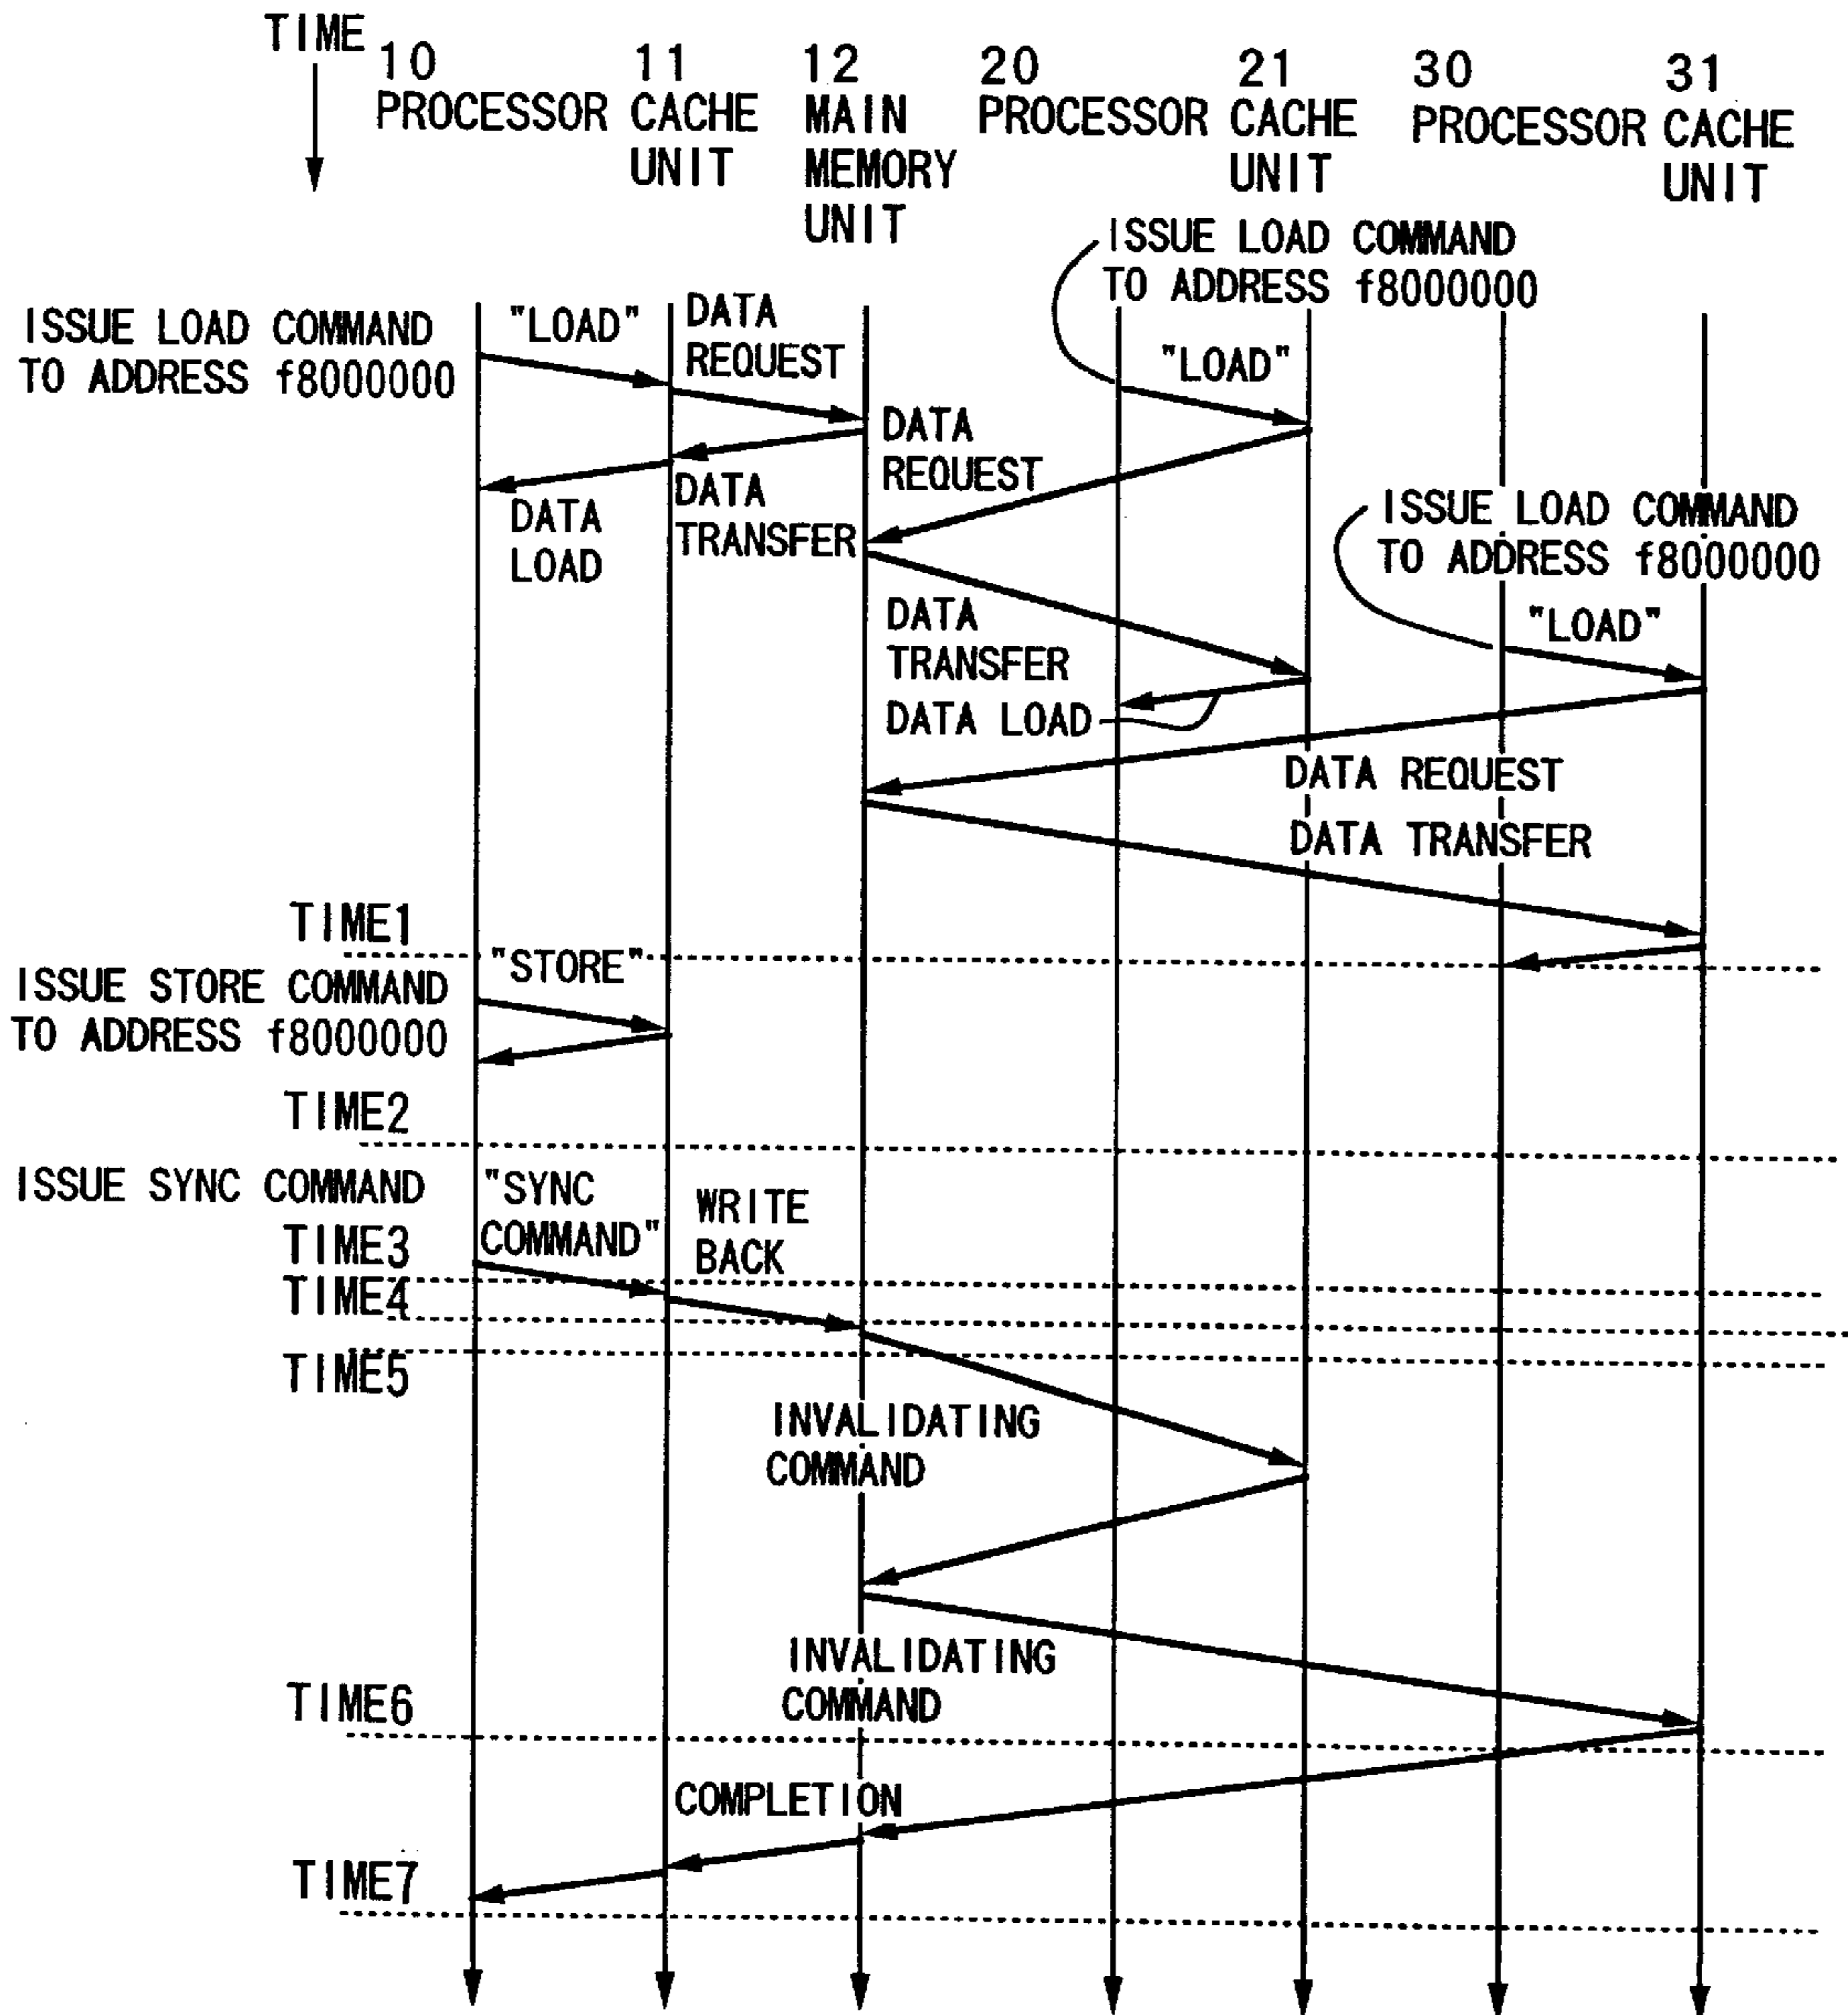 TIME
10
PROCESSOR
11
CACHE
UNIT
12
MAIN
MEMORY
UNIT
20
PROCESSOR
21
CACHE
UNIT
30
PROCESSOR
31
CACHE
UNIT
ISSUE LOAD COMMAND
TO ADDRESS f8000000
ISSUE LOAD COMMAND
TO ADDRESS f8000000
"LOAD"
DATA
REQUEST
"LOAD"
DATA
REQUEST
DATA
TRANSFER
DATA
LOAD
ISSUE LOAD COMMAND
TO ADDRESS f8000000
"LOAD"
DATA
TRANSFER
DATA LOAD
DATA REQUEST
DATA TRANSFER
TIME1
"STORE"
ISSUE STORE COMMAND
TO ADDRESS f8000000
TIME2
ISSUE SYNC COMMAND
"SYNC
COMMAND"
WRITE
BACK
TIME3
TIME4
TIME5
INVALIDATING
COMMAND
INVALIDATING
COMMAND
TIME6
COMPLETION
TIME7